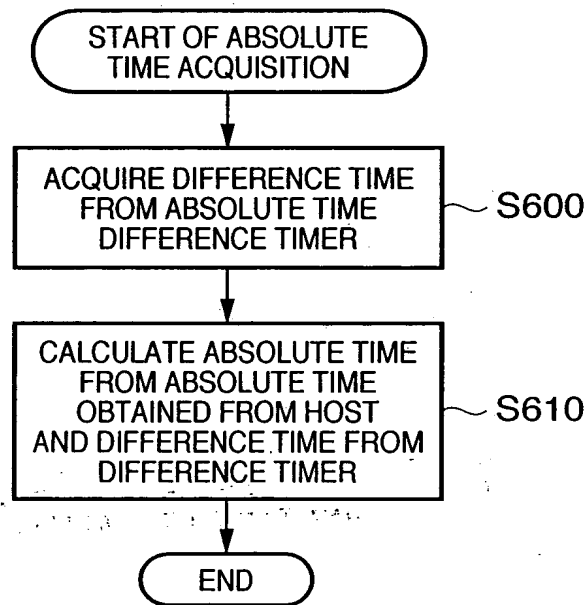 START OF ABSOLUTE
TIME ACQUISITION
ACQUIRE DIFFERENCE TIME
FROM ABSOLUTE TIME
DIFFERENCE TIMER
S600
CALCULATE ABSOLUTE TIME
FROM ABSOLUTE TIME
OBTAINED FROM HOST
AND DIFFERENCE TIME FROM
DIFFERENCE TIMER
S610
END